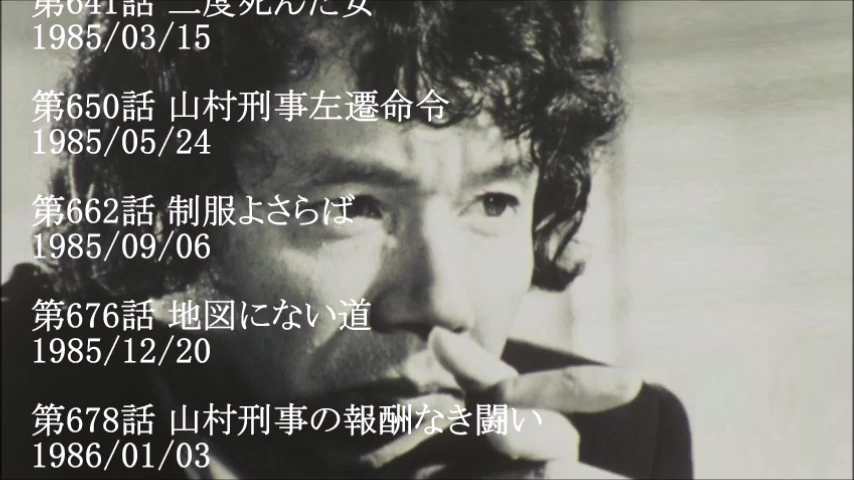 第641話 二度死んだ女
1985/03/15
第650話 山村刑事左遷命令
1985/05/24
第662話 制服よさらば
1985/09/06
第676話 地図にない道
1985/12/20
第678話 山村刑事の報酬なき闘い
1986/01/03